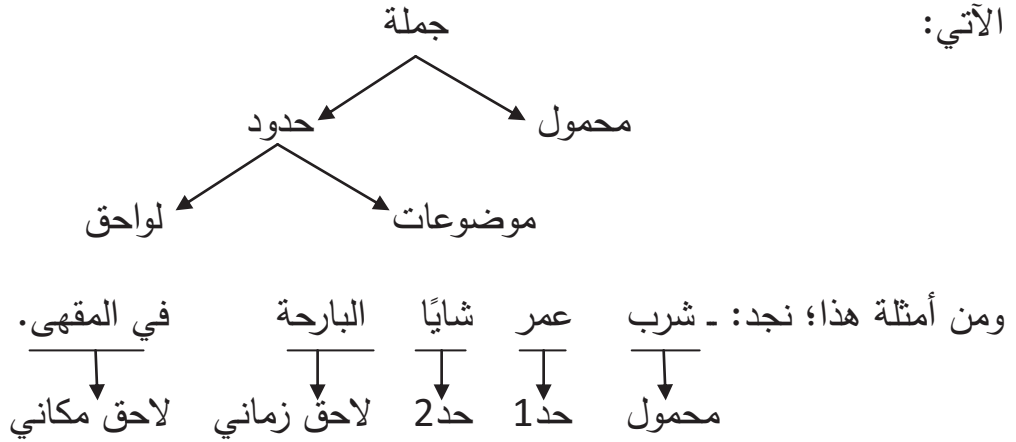 الآتي:
جملة
محمول حدود
موضوعات لواحق
ومن أمثلة هذا؛ نجد: ـ شرب عمر شايًا البارحة في المقهى.
محمول حد1 حد2 لاحق زماني لاحق مكاني